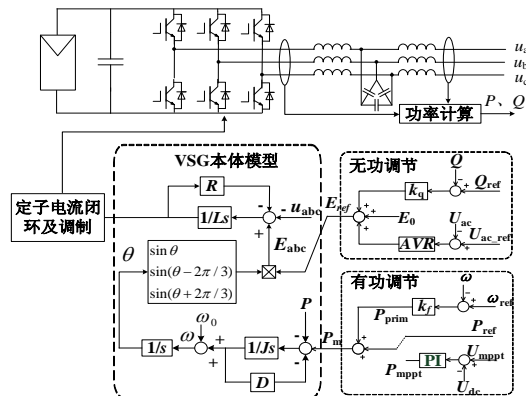 u_a
u_b
u_c
P、Q
功率计算
VSG本体模型
定子电流闭环及调制
R
1/Ls
-
-
+
u_abc
E_abc
θ
sin θ
sin(θ−2π/3)
sin(θ+2π/3)
1/s
ω
ω_0
+
+
1/Js
D
P
-
+
-
P_m
无功调节
Q
Q_ref
k_q
-
+
E_ref
E_0
+
+
+
AVR
U_ac
U_ac_ref
-
+
有功调节
ω
ω_ref
k_f
-
+
P_prim
P_ref
+
+
P_mppt
PI
U_mppt
+
-
U_dc